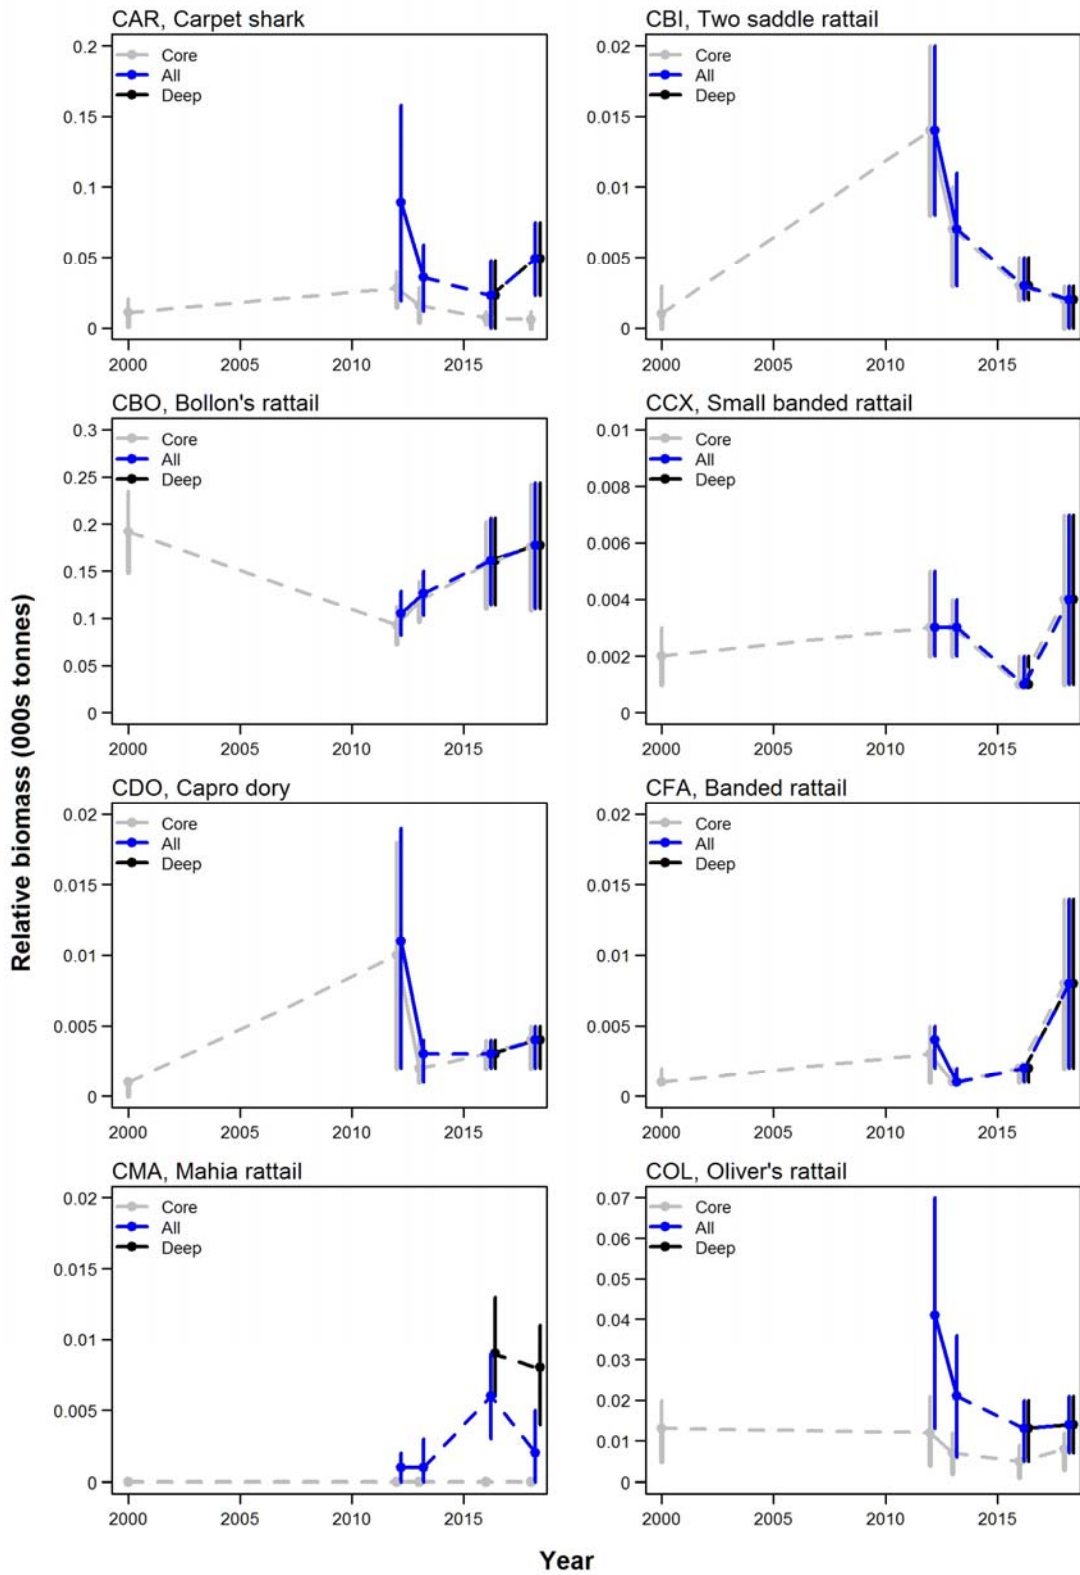 CAR, Carpet shark
Core
All
Deep
0.2
0.15
0.1
0.05
0
2000 2005 2010 2015
CBI, Two saddle rattail
Core
All
Deep
0.02
0.015
0.01
0.005
0
2000 2005 2010 2015
CBO, Bollon's rattail
Core
All
Deep
0.3
0.25
0.2
0.15
0.1
0.05
0
2000 2005 2010 2015
CCX, Small banded rattail
Core
All
Deep
0.01
0.008
0.006
0.004
0.002
0
2000 2005 2010 2015
CDO, Capro dory
Core
All
Deep
0.02
0.015
0.01
0.005
0
2000 2005 2010 2015
CFA, Banded rattail
Core
All
Deep
0.02
0.015
0.01
0.005
0
2000 2005 2010 2015
CMA, Mahia rattail
Core
All
Deep
0.02
0.015
0.01
0.005
0
2000 2005 2010 2015
COL, Oliver's rattail
Core
All
Deep
0.07
0.06
0.05
0.04
0.03
0.02
0.01
0
2000 2005 2010 2015
Relative biomass (000s tonnes)
Year